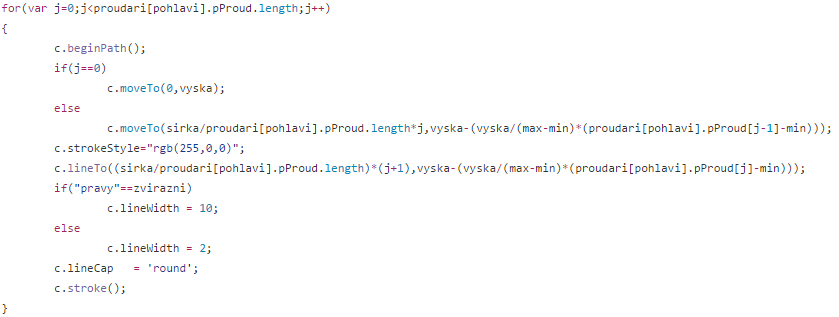 for(var j=0;j<proudari[pohlavi].pProud.length;j++)
{
c.beginPath();
if(j==0)
c.moveTo(0,vyska);
else
c.moveTo(sirka/proudari[pohlavi].pProud.length*j,vyska-(vyska/(max-min)*(proudari[pohlavi].pProud[j-1]-min)));
c.strokeStyle="rgb(255,0,0)";
c.lineTo((sirka/proudari[pohlavi].pProud.length)*(j+1),vyska-(vyska/(max-min)*(proudari[pohlavi].pProud[j]-min)));
if("pravy"==zvirazni)
c.lineWidth = 10;
else
c.lineWidth = 2;
c.lineCap   = 'round';
c.stroke();
}